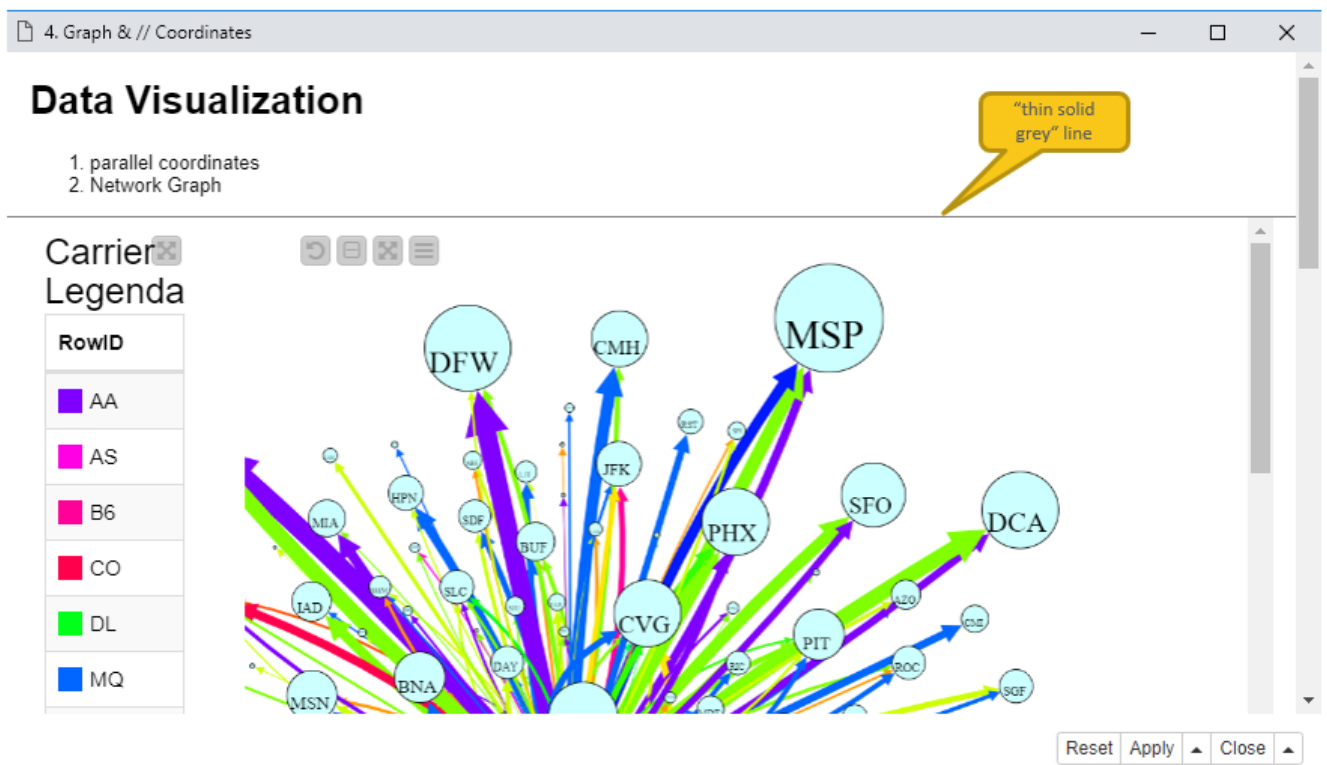 4. Graph & // Coordinates
Data Visualization
“thin solid
grey“ line
1. parallel coordinates
2. Network Graph
Carrier
Legenda
RowID
AA
AS
B6
CO
DL
MQ
MSP
DFW
CMH
RST
JFK
HPN
SFO
DCA
MIA
SDF
PHX
BUF
SLC
IAD
AZO
CVG
PIT
DAY
ROC
BNA
SGF
MSN
Reset Apply Close